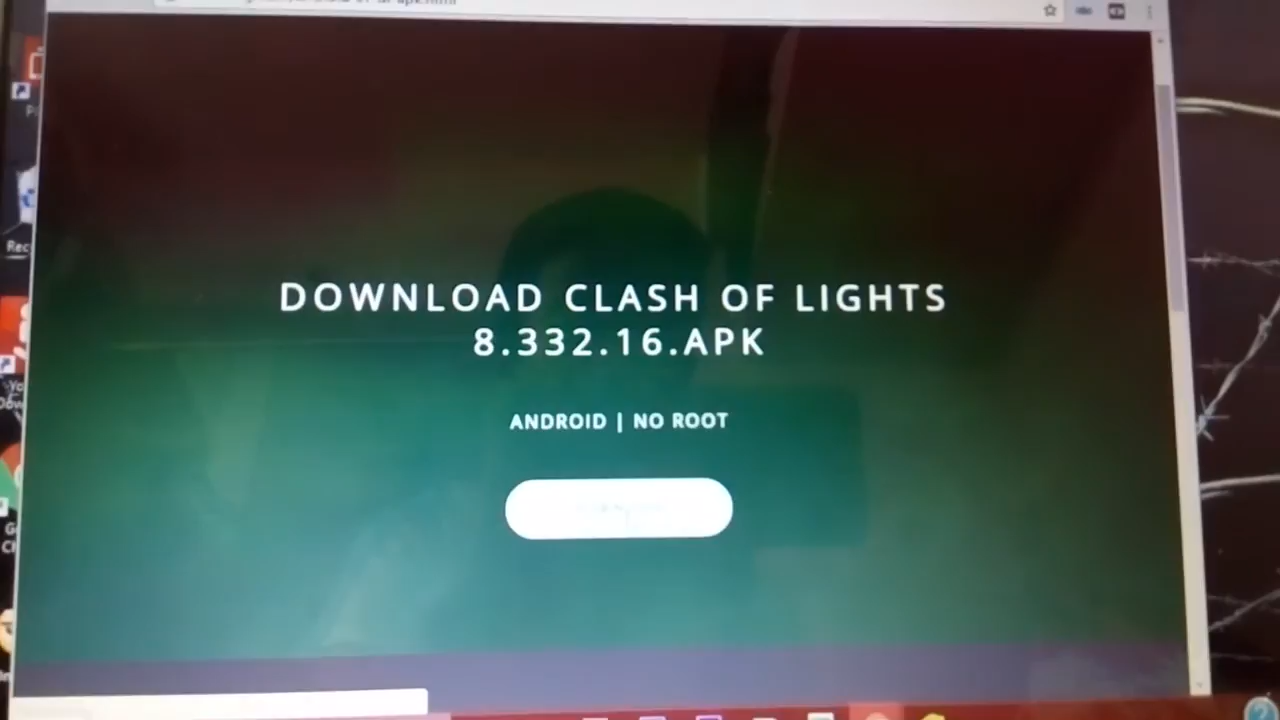 DOWNLOAD CLASH OF LIGHTS
8.332.16.APK
ANDROID | NO ROOT